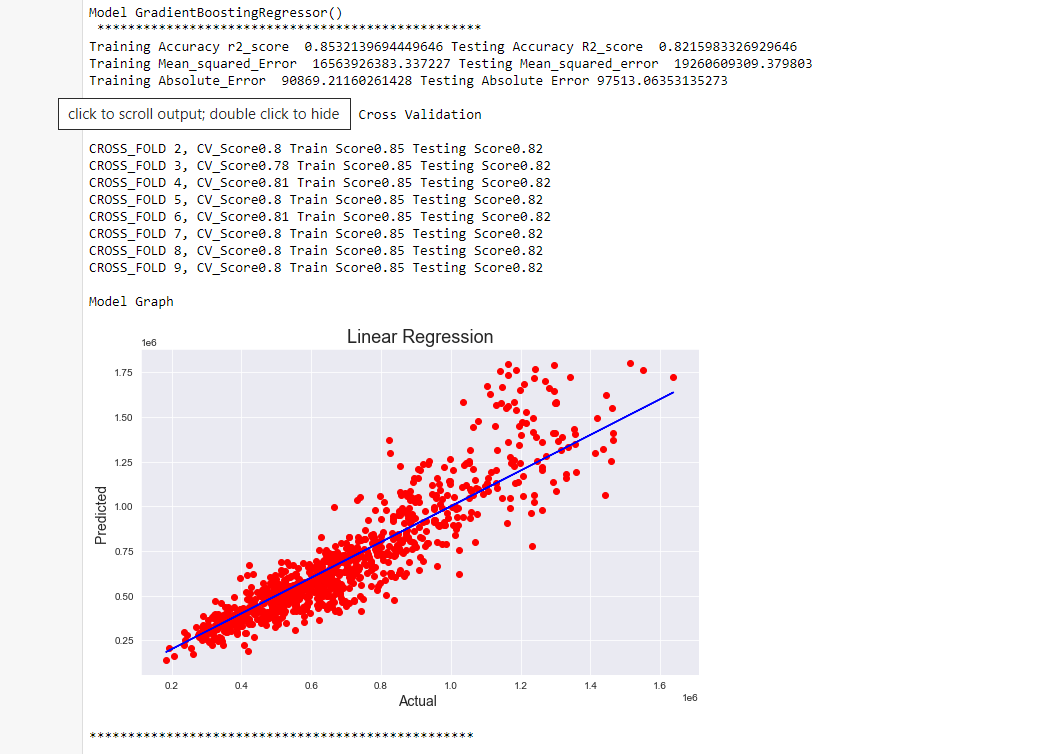 Model GradientBoostingRegressor()
**************************************************
Training Accuracy r2_score  0.8532139694449646 Testing Accuracy R2_score  0.8215983326929646
Training Mean_squared_Error  16563926383.337227 Testing Mean_squared_error  19260609309.379803
Training Absolute_Error  90869.21160261428 Testing Absolute Error 97513.06353135273
click to scroll output; double click to hide
Cross Validation
CROSS_FOLD 2, CV_Score0.8 Train Score0.85 Testing Score0.82
CROSS_FOLD 3, CV_Score0.78 Train Score0.85 Testing Score0.82
CROSS_FOLD 4, CV_Score0.81 Train Score0.85 Testing Score0.82
CROSS_FOLD 5, CV_Score0.8 Train Score0.85 Testing Score0.82
CROSS_FOLD 6, CV_Score0.81 Train Score0.85 Testing Score0.82
CROSS_FOLD 7, CV_Score0.8 Train Score0.85 Testing Score0.82
CROSS_FOLD 8, CV_Score0.8 Train Score0.85 Testing Score0.82
CROSS_FOLD 9, CV_Score0.8 Train Score0.85 Testing Score0.82
Model Graph
Linear Regression
1e6
1.75
1.50
1.25
1.00
0.75
0.50
0.25
Predicted
0.2 0.4 0.6 0.8 1.0 1.2 1.4 1.6
1e6
Actual
**************************************************